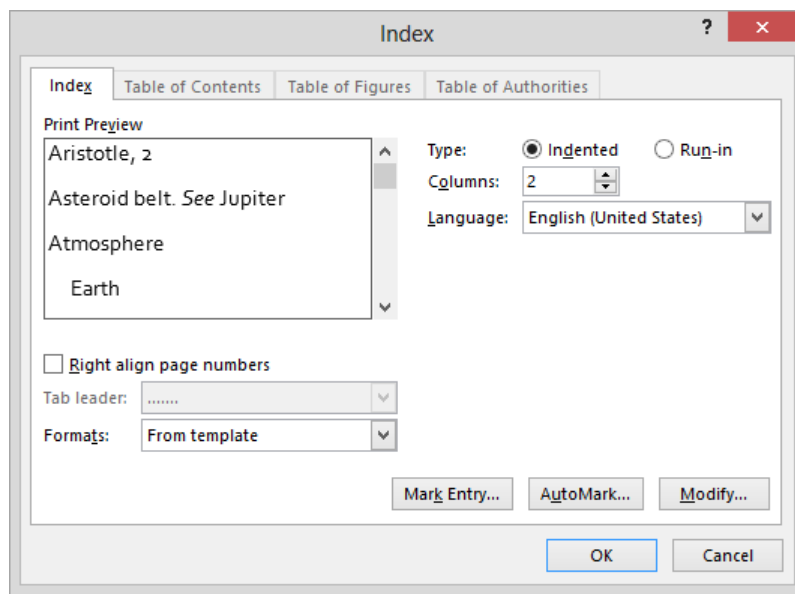 Index
?
Index
Table of Contents
Table of Figures
Table of Authorities
Print Preview
Aristotle, 2
Asteroid belt. See Jupiter
Atmosphere
Earth
Type:
Indented
Run-in
Columns:
2
Language:
English (United States)
Right align page numbers
Tab leader:
.......
Formats:
From template
Mark Entry...
AutoMark...
Modify...
OK
Cancel